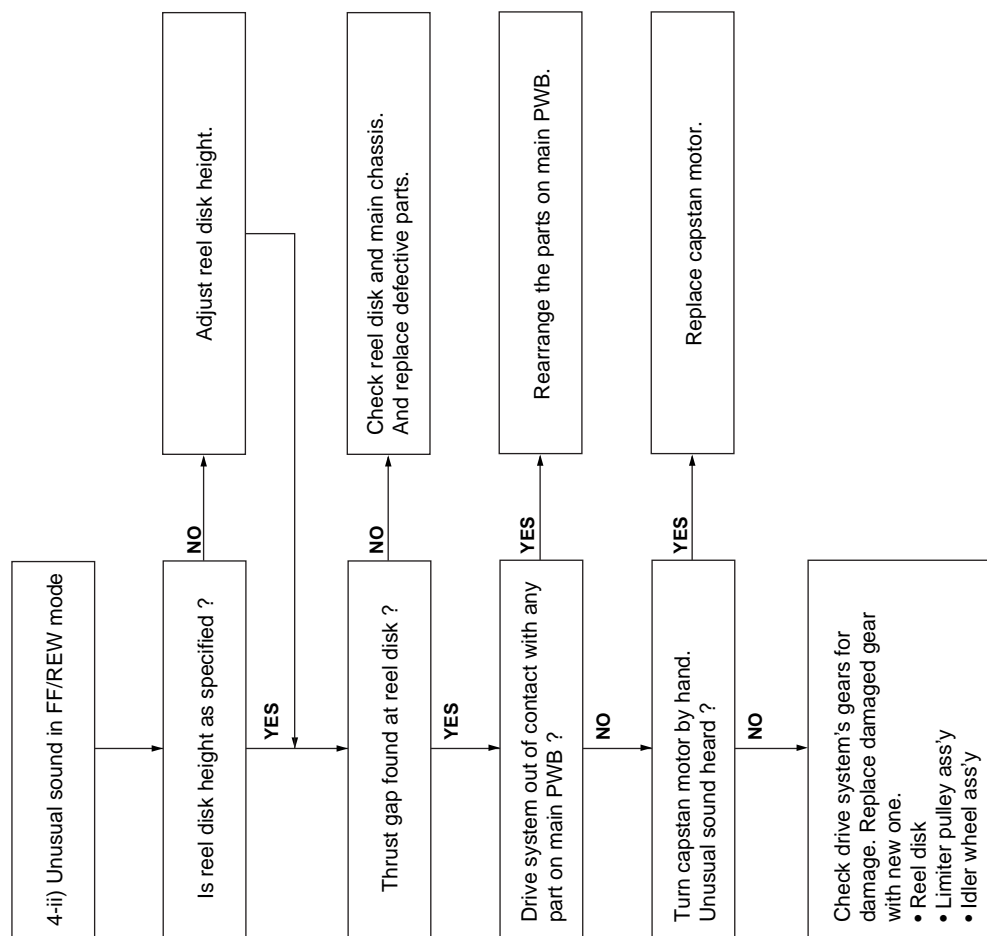 4-ii) Unusual sound in FF/REW mode
Is reel disk height as specified ?
NO
Adjust reel disk height.
YES
Thrust gap found at reel disk ?
NO
Check reel disk and main chassis.
And replace defective parts.
YES
Drive system out of contact with any
part on main PWB ?
YES
Rearrange the parts on main PWB.
NO
Turn capstan motor by hand.
Unusual sound heard ?
YES
Replace capstan motor.
NO
Check drive system's gears for
damage. Replace damaged gear
with new one.
• Reel disk
• Limiter pulley ass'y
• Idler wheel ass'y